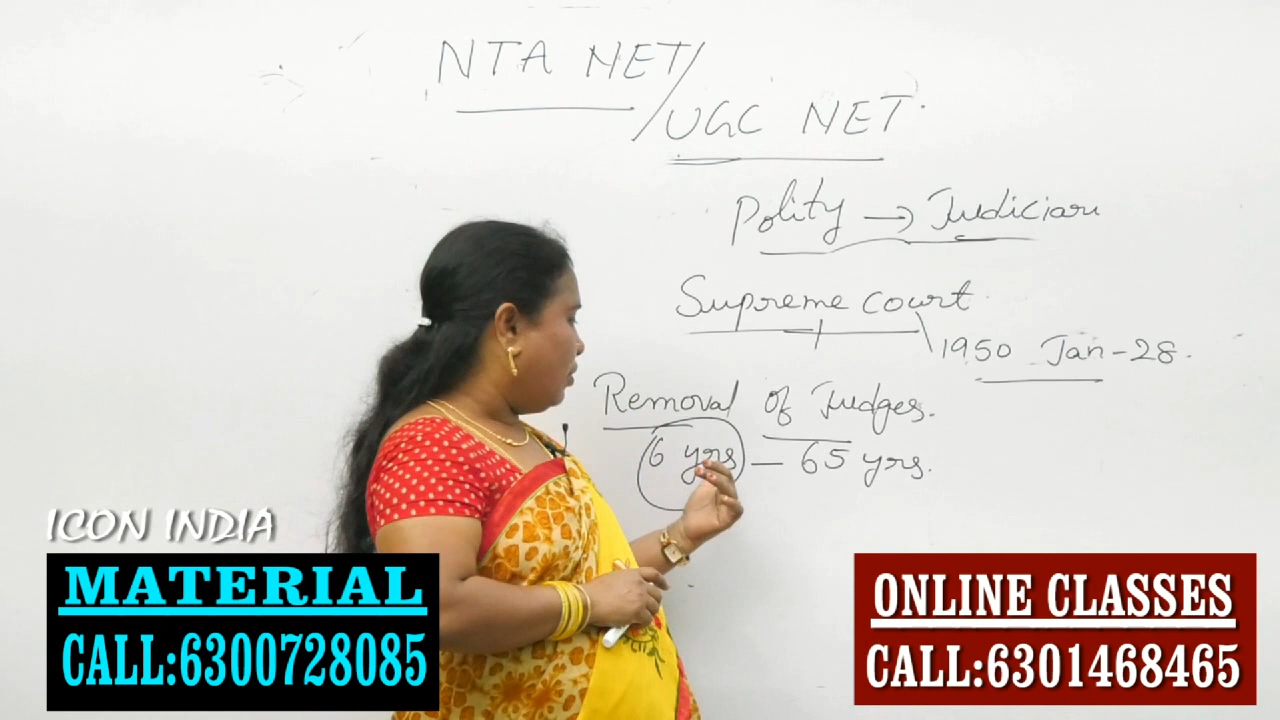 NTA NET/
UGC NET
Polity → Judiciary
Supreme court
1950 Jan-28.
Removal of Judges.
6 yrs — 65 yrs.
ICON INDIA
MATERIAL
CALL:6300728085
ONLINE CLASSES
CALL:6301468465